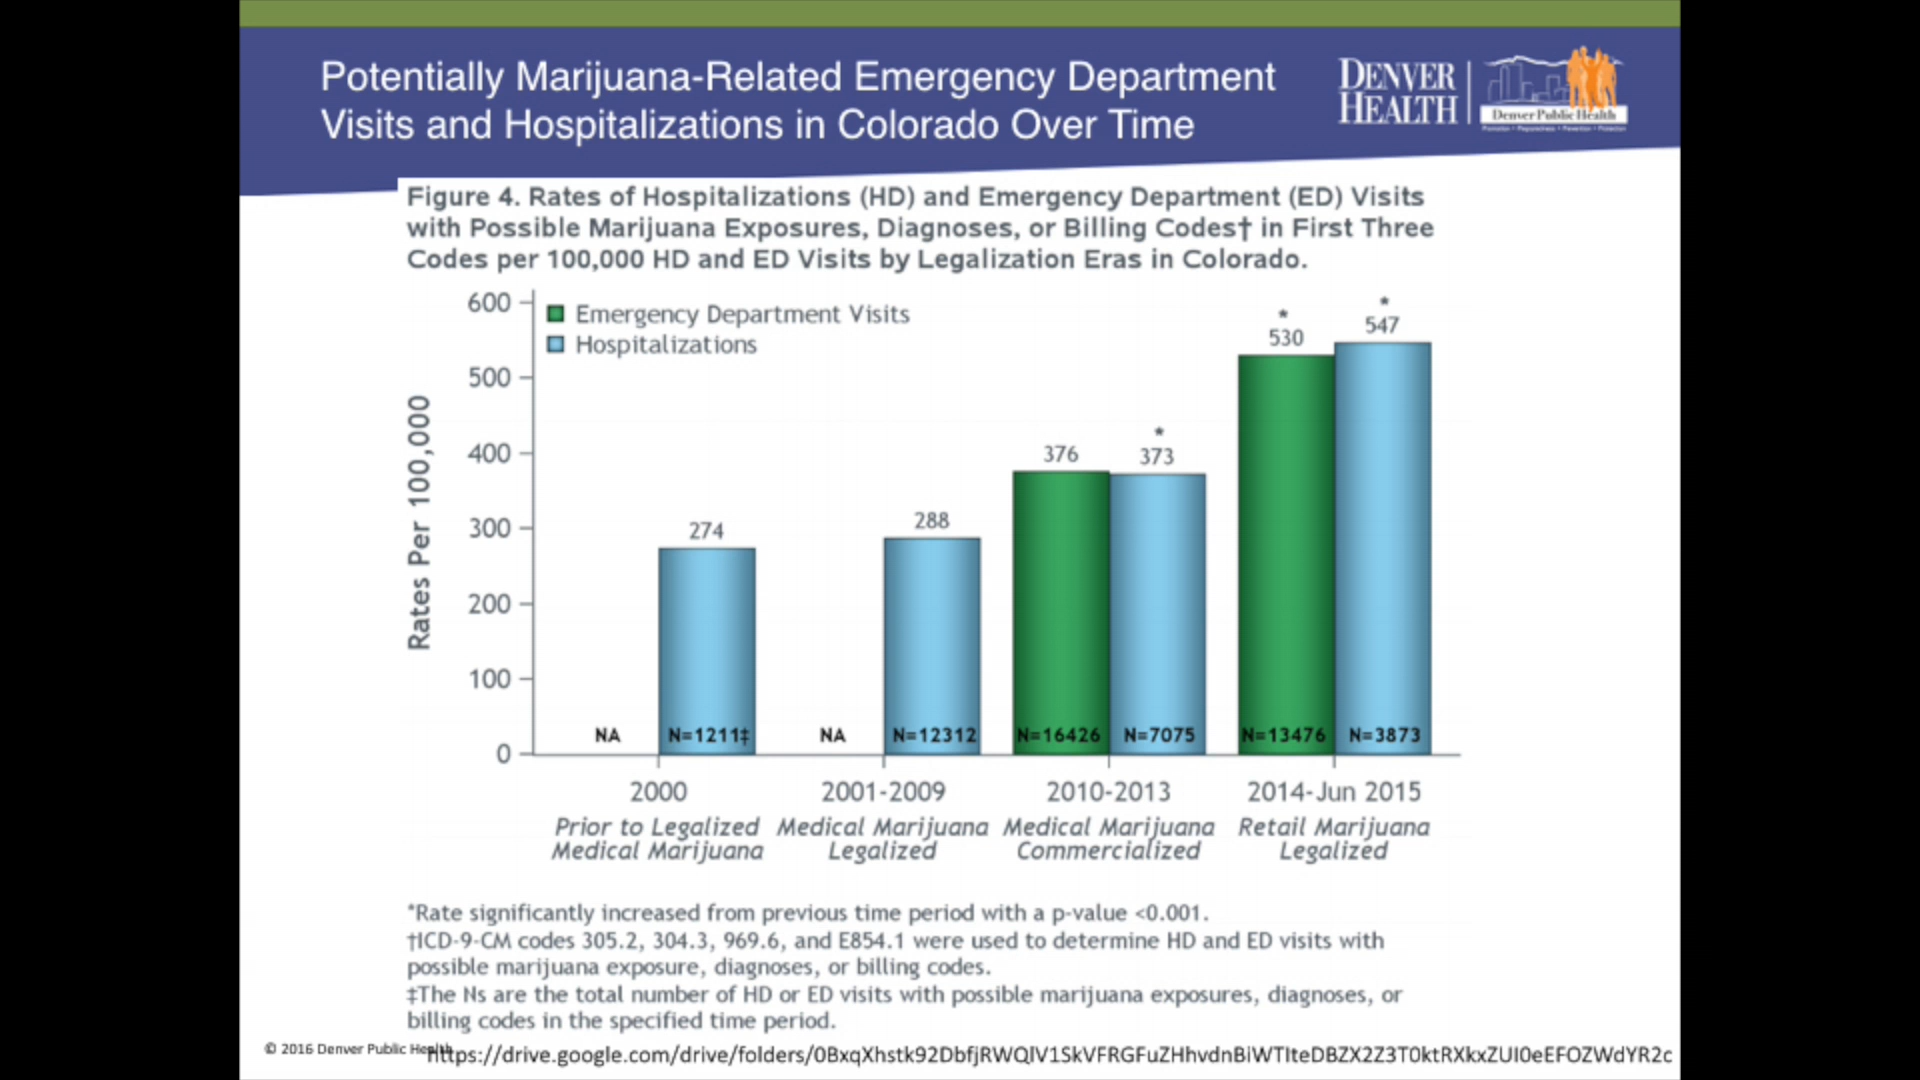 Potentially Marijuana-Related Emergency Department
Visits and Hospitalizations in Colorado Over Time
DENVER
HEALTH
Denver Public Health
Promotion • Preparedness • Prevention • Protection
Figure 4. Rates of Hospitalizations (HD) and Emergency Department (ED) Visits
with Possible Marijuana Exposures, Diagnoses, or Billing Codes† in First Three
Codes per 100,000 HD and ED Visits by Legalization Eras in Colorado.
Rates Per 100,000
600
500
400
300
200
100
0
Emergency Department Visits
Hospitalizations
274
288
376
* 373
* 530
* 547
NA
N=1211‡
NA
N=12312
N=16426
N=7075
N=13476
N=3873
2000
2001-2009
2010-2013
2014-Jun 2015
Prior to Legalized
Medical Marijuana
Medical Marijuana
Legalized
Medical Marijuana
Commercialized
Retail Marijuana
Legalized
*Rate significantly increased from previous time period with a p-value <0.001.
†ICD-9-CM codes 305.2, 304.3, 969.6, and E854.1 were used to determine HD and ED visits with
possible marijuana exposure, diagnoses, or billing codes.
‡The Ns are the total number of HD or ED visits with possible marijuana exposures, diagnoses, or
billing codes in the specified time period.
© 2016 Denver Public Health
https://drive.google.com/drive/folders/0BxqXhstk92DbfjRWQlV1SkVFRGFuZHhvdnBiWTIteDBZX2Z3T0ktRXkxZUI0eEFOZWdYR2c